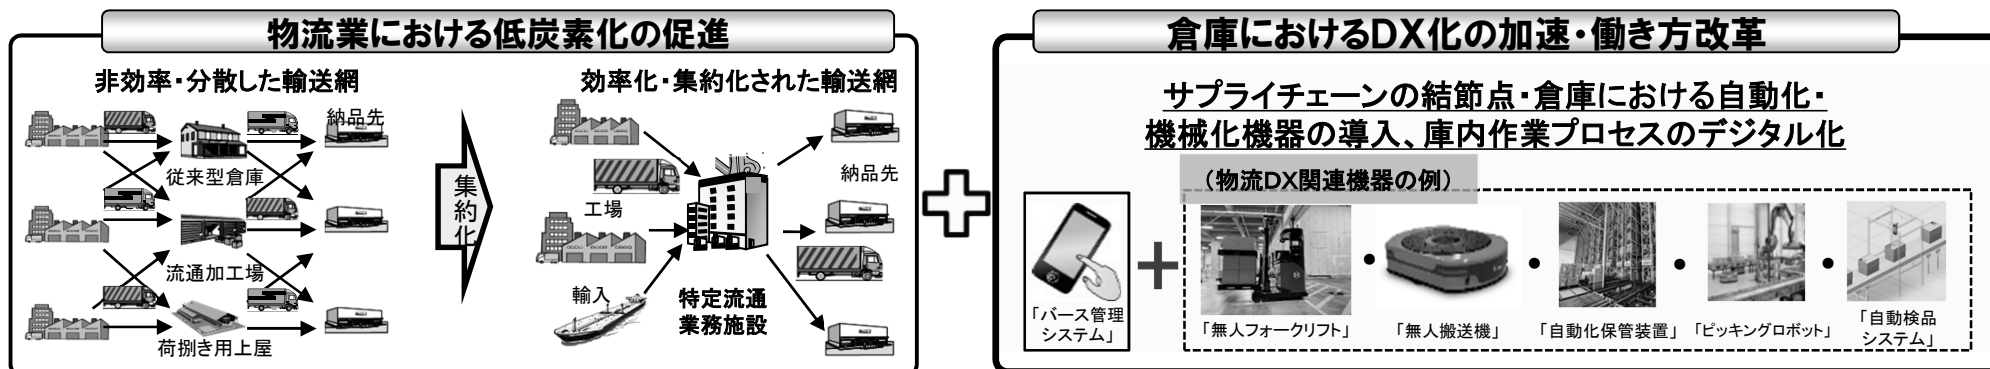 物流業における低炭素化の促進
非効率・分散した輸送網
納品先
従来型倉庫
流通加工場
荷捌き用上屋
集約化
効率化・集約化された輸送網
工場
輸入
納品先
特定流通
業務施設
倉庫におけるDX化の加速・働き方改革
サプライチェーンの結節点・倉庫における自動化・
機械化機器の導入、庫内作業プロセスのデジタル化
（物流DX関連機器の例）
「バース管理
システム」
「無人フォークリフト」
「無人搬送機」
「自動化保管装置」
「ピッキングロボット」
「自動検品
システム」